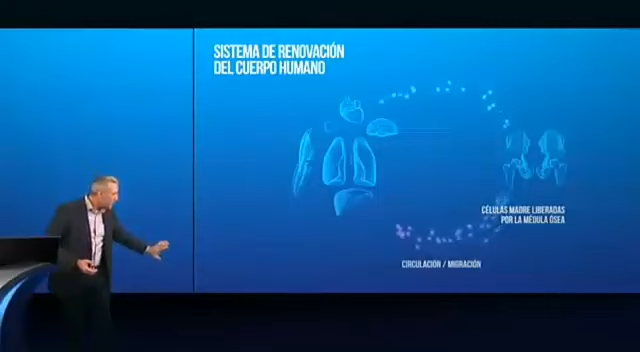 SISTEMA DE RENOVACIÓN
DEL CUERPO HUMANO
CÉLULAS MADRE LIBERADAS
POR LA MÉDULA ÓSEA
CIRCULACIÓN / MIGRACIÓN